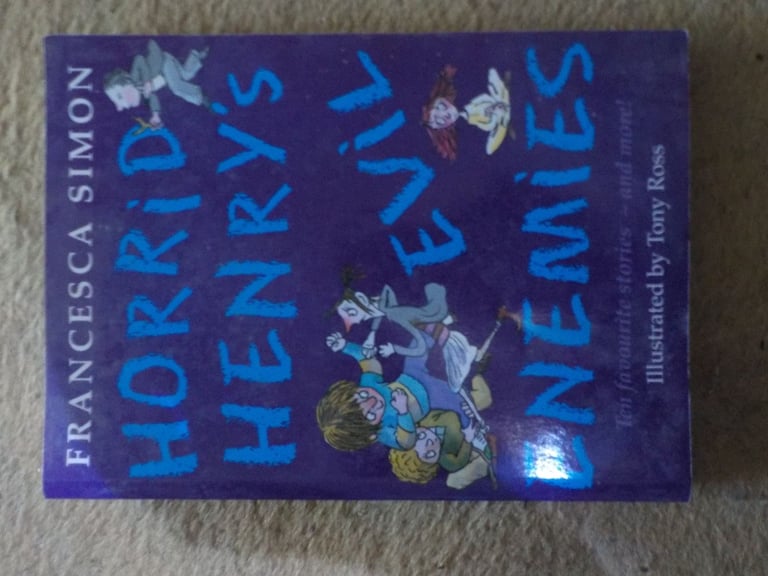 FRANCESCA SIMON
HORRiD
HENRY's
EViL
ENEMiES
Ten favourite stories – and more!
Illustrated by Tony Ross